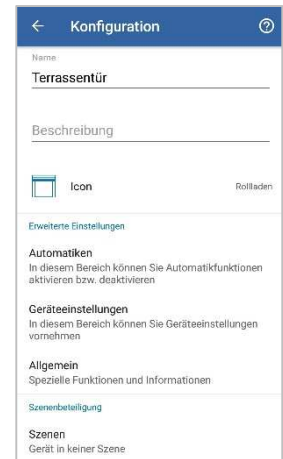 Konfiguration
Name
Terrassentür
Beschreibung
Icon Rollladen
Erweiterte Einstellungen
Automatiken
In diesem Bereich können Sie Automatikfunktionen
aktivieren bzw. deaktivieren
Geräteeinstellungen
In diesem Bereich können Sie Geräteeinstellungen
vornehmen
Allgemein
Spezielle Funktionen und Informationen
Szenenbeteiligung
Szenen
Gerät in keiner Szene